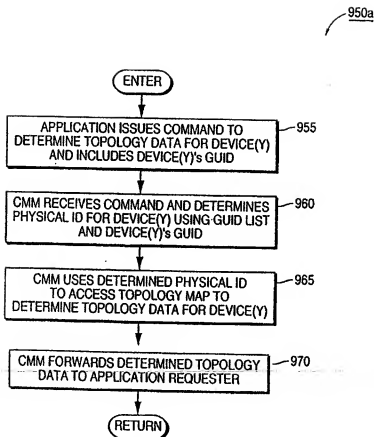 950a
ENTER
APPLICATION ISSUES COMMAND TO
DETERMINE TOPOLOGY DATA FOR DEVICE(Y)
AND INCLUDES DEVICE(Y)'s GUID
955
CMM RECEIVES COMMAND AND DETERMINES
PHYSICAL ID FOR DEVICE(Y) USING GUID LIST
AND DEVICE(Y)'s GUID
960
CMM USES DETERMINED PHYSICAL ID
TO ACCESS TOPOLOGY MAP TO
DETERMINE TOPOLOGY DATA FOR DEVICE(Y)
965
CMM FORWARDS DETERMINED TOPOLOGY
DATA TO APPLICATION REQUESTER
970
RETURN